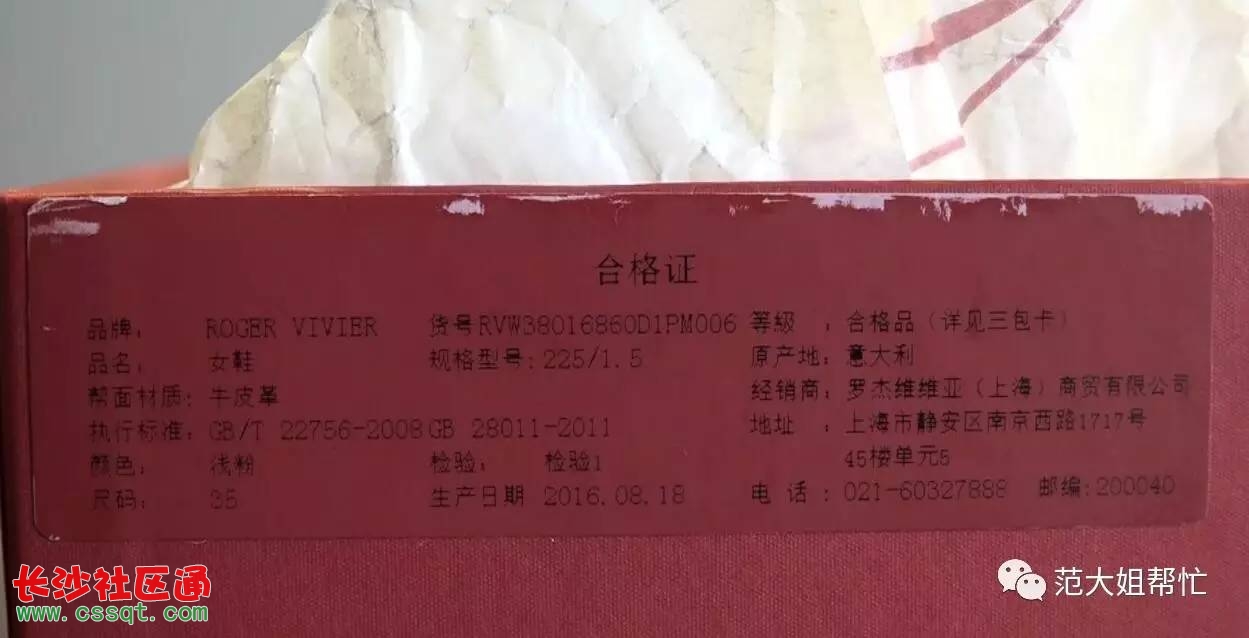 合格证
品牌: ROGER VIVIER 货号RVW38016860D1PM006 等級 : 合格品（详见三包卡）
品名: 女鞋 规格型号:225/1.5 原产地: 意大利
帮面材质: 牛皮革 经销商: 罗杰维维亚（上海）商贸有限公司
执行标准: GB/T 22756-2008 GB 28011-2011 地址 : 上海市静安区南京西路1717号
颜色: 浅粉 检验: 检验1 45楼单元5
尺码: 35 生产日期 2016.08.18 电 话 : 021-60327888 邮编:200040
长沙社区通
www.cssqt.com
范大姐帮忙